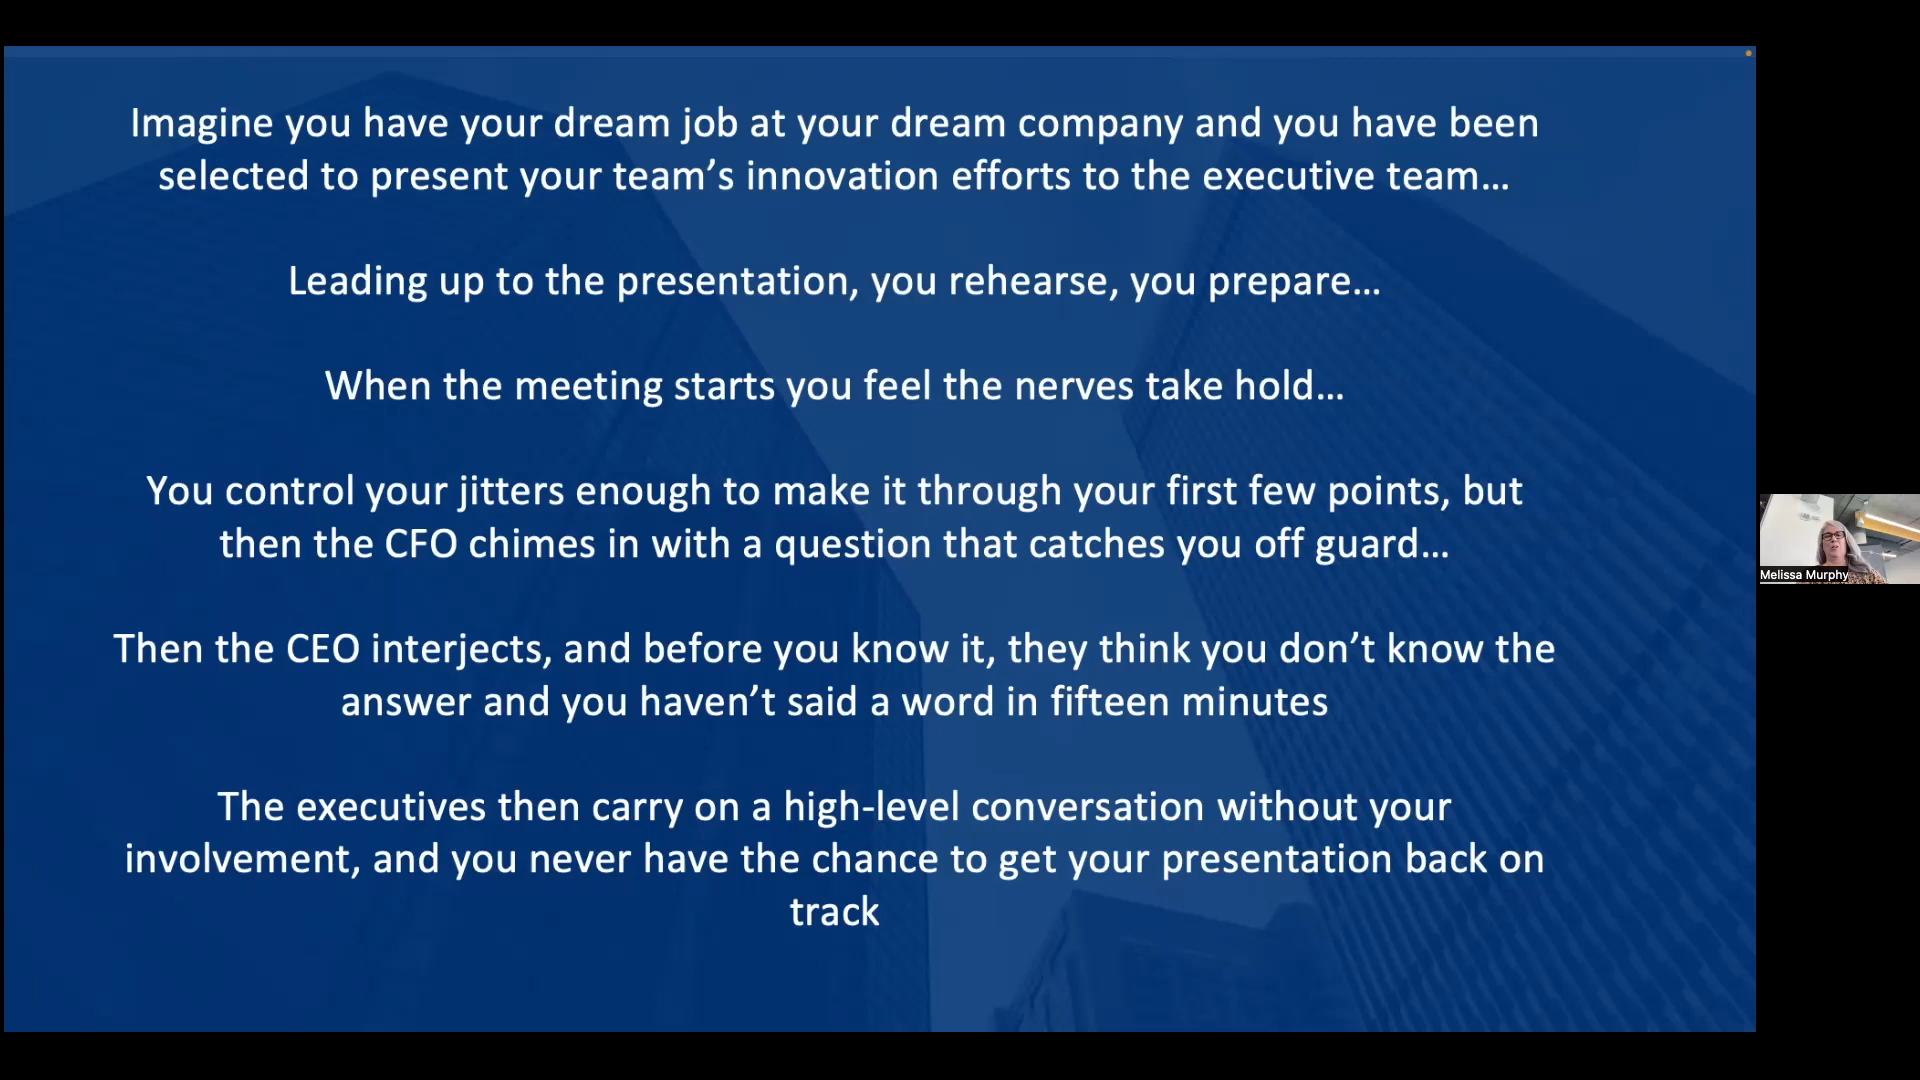 Imagine you have your dream job at your dream company and you have been
selected to present your team’s innovation efforts to the executive team…
Leading up to the presentation, you rehearse, you prepare…
When the meeting starts you feel the nerves take hold…
You control your jitters enough to make it through your first few points, but
then the CFO chimes in with a question that catches you off guard…
Then the CEO interjects, and before you know it, they think you don’t know the
answer and you haven’t said a word in fifteen minutes
The executives then carry on a high-level conversation without your
involvement, and you never have the chance to get your presentation back on
track
Melissa Murphy